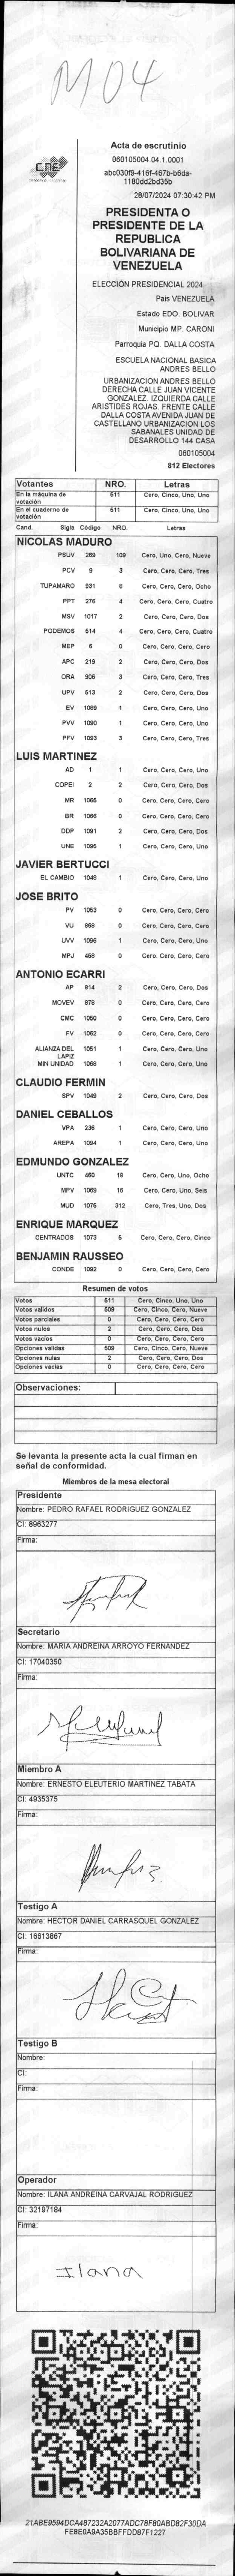 M04
CNE
Acta de escrutinio
060105004.04.1.0001
abc030f9-416f-467b-b6da-
1180dd2bd35b
28/07/2024 07:30:42 PM
PRESIDENTA O
PRESIDENTE DE LA
REPUBLICA
BOLIVARIANA DE
VENEZUELA
ELECCIÓN PRESIDENCIAL 2024
Pais VENEZUELA
Estado EDO. BOLIVAR
Municipio MP. CARONI
Parroquia PQ. DALLA COSTA
ESCUELA NACIONAL BASICA
ANDRES BELLO
URBANIZACION ANDRES BELLO
DERECHA CALLE JUAN VICENTE
GONZALEZ. IZQUIERDA CALLE
ARISTIDES ROJAS. FRENTE CALLE
DALLA COSTA AVENIDA JUAN DE
CASTELLANO URBANIZACION LOS
SABANALES UNIDAD DE
DESARROLLO 144 CASA
060105004
812 Electores
Votantes NRO. Letras
En la máquina de votación 511 Cero, Cinco, Uno, Uno
En el cuaderno de votación 511 Cero, Cinco, Uno, Uno
Cand. Sigla Código NRO. Letras
NICOLAS MADURO
PSUV 269 109 Cero, Uno, Cero, Nueve
PCV 9 3 Cero, Cero, Cero, Tres
TUPAMARO 931 8 Cero, Cero, Cero, Ocho
PPT 276 4 Cero, Cero, Cero, Cuatro
MSV 1017 2 Cero, Cero, Cero, Dos
PODEMOS 514 4 Cero, Cero, Cero, Cuatro
MEP 6 0 Cero, Cero, Cero, Cero
APC 219 2 Cero, Cero, Cero, Dos
ORA 906 3 Cero, Cero, Cero, Tres
UPV 513 2 Cero, Cero, Cero, Dos
EV 1089 1 Cero, Cero, Cero, Uno
PVV 1090 1 Cero, Cero, Cero, Uno
PFV 1093 3 Cero, Cero, Cero, Tres
LUIS MARTINEZ
AD 1 1 Cero, Cero, Cero, Uno
COPEI 2 2 Cero, Cero, Cero, Dos
MR 1065 0 Cero, Cero, Cero, Cero
BR 1066 0 Cero, Cero, Cero, Cero
DDP 1091 2 Cero, Cero, Cero, Dos
UNE 1095 1 Cero, Cero, Cero, Uno
JAVIER BERTUCCI
EL CAMBIO 1048 1 Cero, Cero, Cero, Uno
JOSE BRITO
PV 1053 0 Cero, Cero, Cero, Cero
VU 868 0 Cero, Cero, Cero, Cero
UVV 1096 1 Cero, Cero, Cero, Uno
MPJ 468 0 Cero, Cero, Cero, Cero
ANTONIO ECARRI
AP 814 2 Cero, Cero, Cero, Dos
MOVEV 879 0 Cero, Cero, Cero, Cero
CMC 1050 0 Cero, Cero, Cero, Cero
FV 1062 0 Cero, Cero, Cero, Cero
ALIANZA DEL LAPIZ 1051 1 Cero, Cero, Cero, Uno
MIN UNIDAD 1068 1 Cero, Cero, Cero, Uno
CLAUDIO FERMIN
SPV 1049 2 Cero, Cero, Cero, Dos
DANIEL CEBALLOS
VPA 236 1 Cero, Cero, Cero, Uno
AREPA 1094 1 Cero, Cero, Cero, Uno
EDMUNDO GONZALEZ
UNTC 460 18 Cero, Cero, Uno, Ocho
MPV 1069 16 Cero, Cero, Uno, Seis
MUD 1075 312 Cero, Tres, Uno, Dos
ENRIQUE MARQUEZ
CENTRADOS 1073 5 Cero, Cero, Cero, Cinco
BENJAMIN RAUSSEO
CONDE 1092 0 Cero, Cero, Cero, Cero
Resumen de votos
Votos 511 Cero, Cinco, Uno, Uno
Votos validos 509 Cero, Cinco, Cero, Nueve
Votos parciales 0 Cero, Cero, Cero, Cero
Votos nulos 2 Cero, Cero, Cero, Dos
Votos vacios 0 Cero, Cero, Cero, Cero
Opciones validas 509 Cero, Cinco, Cero, Nueve
Opciones nulas 2 Cero, Cero, Cero, Dos
Opciones vacias 0 Cero, Cero, Cero, Cero
Observaciones:
Se levanta la presente acta la cual firman en
señal de conformidad.
Miembros de la mesa electoral
Presidente
Nombre: PEDRO RAFAEL RODRIGUEZ GONZALEZ
CI: 8963277
Firma:
Secretario
Nombre: MARIA ANDREINA ARROYO FERNANDEZ
CI: 17040350
Firma:
Miembro A
Nombre: ERNESTO ELEUTERIO MARTINEZ TABATA
CI: 4935375
Firma:
Testigo A
Nombre: HECTOR DANIEL CARRASQUEL GONZALEZ
CI: 16613867
Firma:
Testigo B
Nombre:
CI:
Firma:
Operador
Nombre: ILANA ANDREINA CARVAJAL RODRIGUEZ
CI: 32197184
Firma:
Ilana
21ABE9594DCA487232A2077ADC78F80ABD82F30DA
FE8E0A9A35BBFFDD87F1227